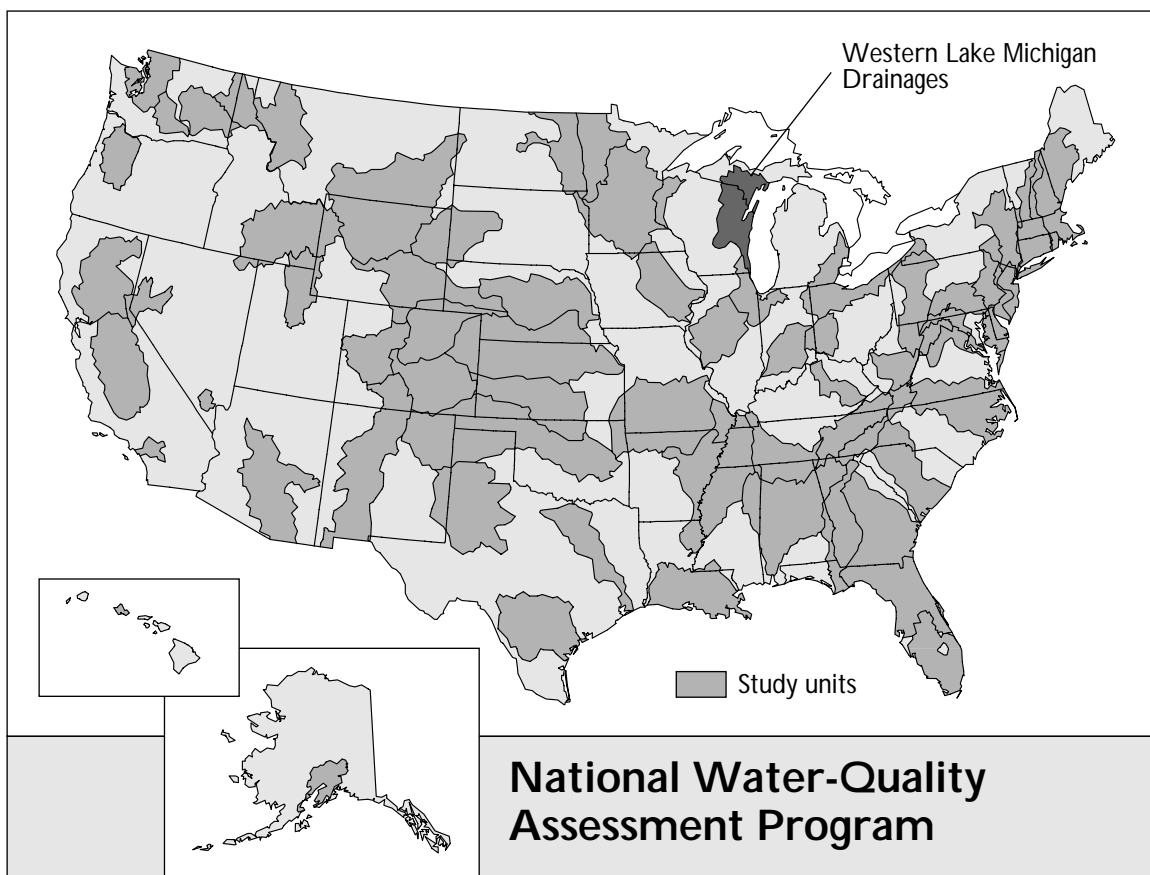 Western Lake Michigan
Drainages
Study units
National Water-Quality
Assessment Program